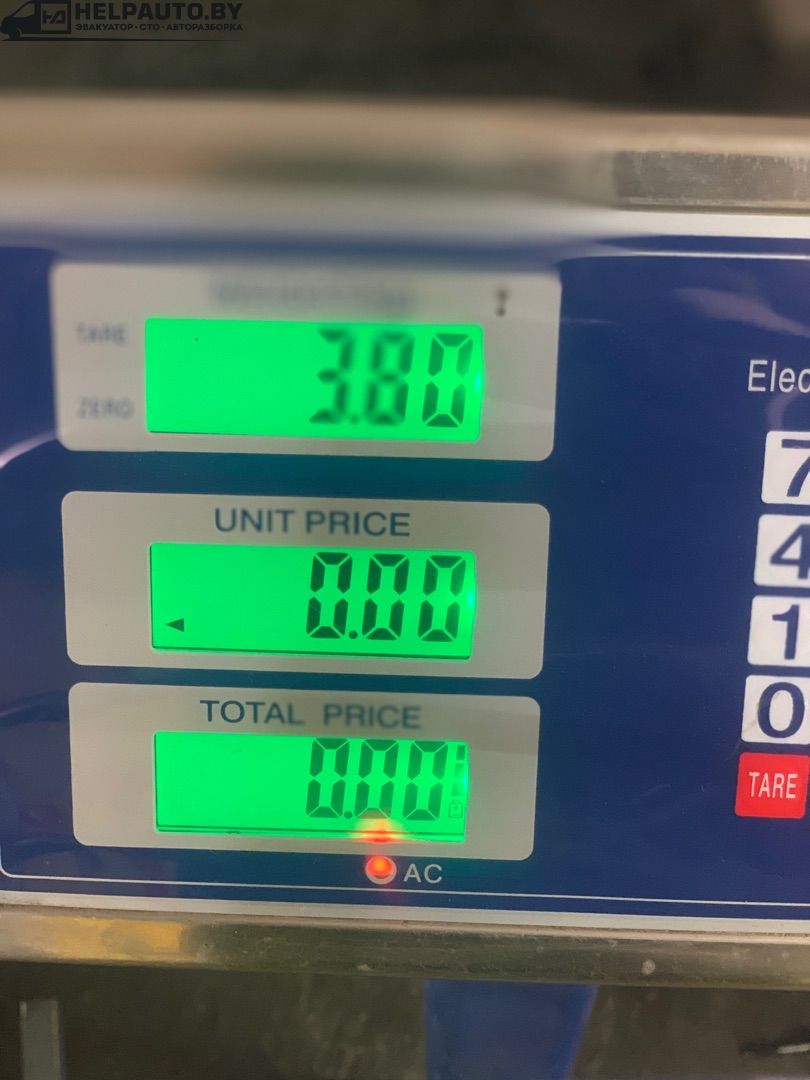 HELPAUTO.BY
ЭВАКУАТОР·СТО·АВТОРАЗБОРКА
TARE
ZERO
3.80
Elec
UNIT PRICE
0.00
TOTAL PRICE
0.00
AC
7
4
1
0
TARE